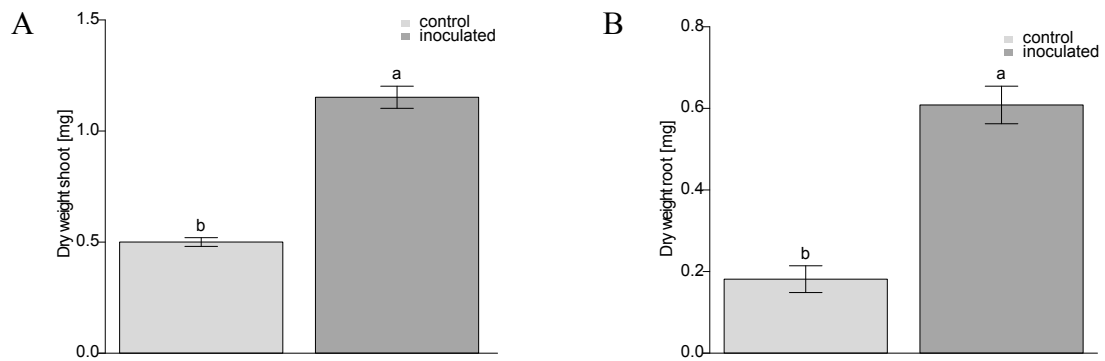 A
Dry weight shoot [mg]
1.5
1.0
0.5
0.0
control
inoculated
b
a
B
Dry weight root [mg]
0.8
0.6
0.4
0.2
0.0
control
inoculated
b
a